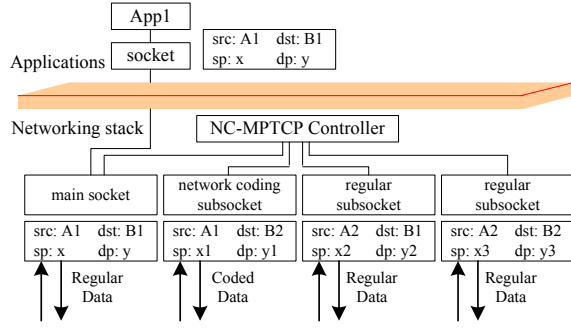 App1
socket
src: A1 dst: B1
sp: x dp: y
Applications
Networking stack
NC-MPTCP Controller
main socket
network coding
subsocket
regular
subsocket
regular
subsocket
src: A1 dst: B1
sp: x dp: y
src: A1 dst: B2
sp: x1 dp: y1
src: A2 dst: B1
sp: x2 dp: y2
src: A2 dst: B2
sp: x3 dp: y3
Regular
Data
Coded
Data
Regular
Data
Regular
Data